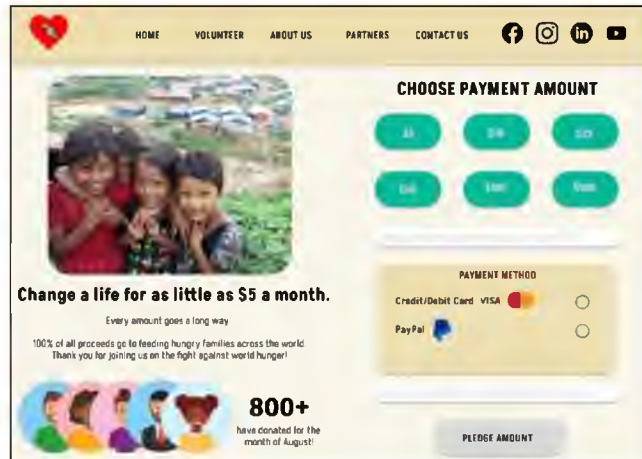 HOME VOLUNTEER ABOUT US PARTNERS CONTACT US
CHOOSE PAYMENT AMOUNT
Change a life for as little as $5 a month.
Every amount goes a long way
100% of all proceeds go to feeding hungry families across the world
Thank you for joining us on the fight against world hunger!
800+
have donated for the
month of August!
PAYMENT METHOD
Credit/Debit Card VISA
PayPal
PLEDGE AMOUNT